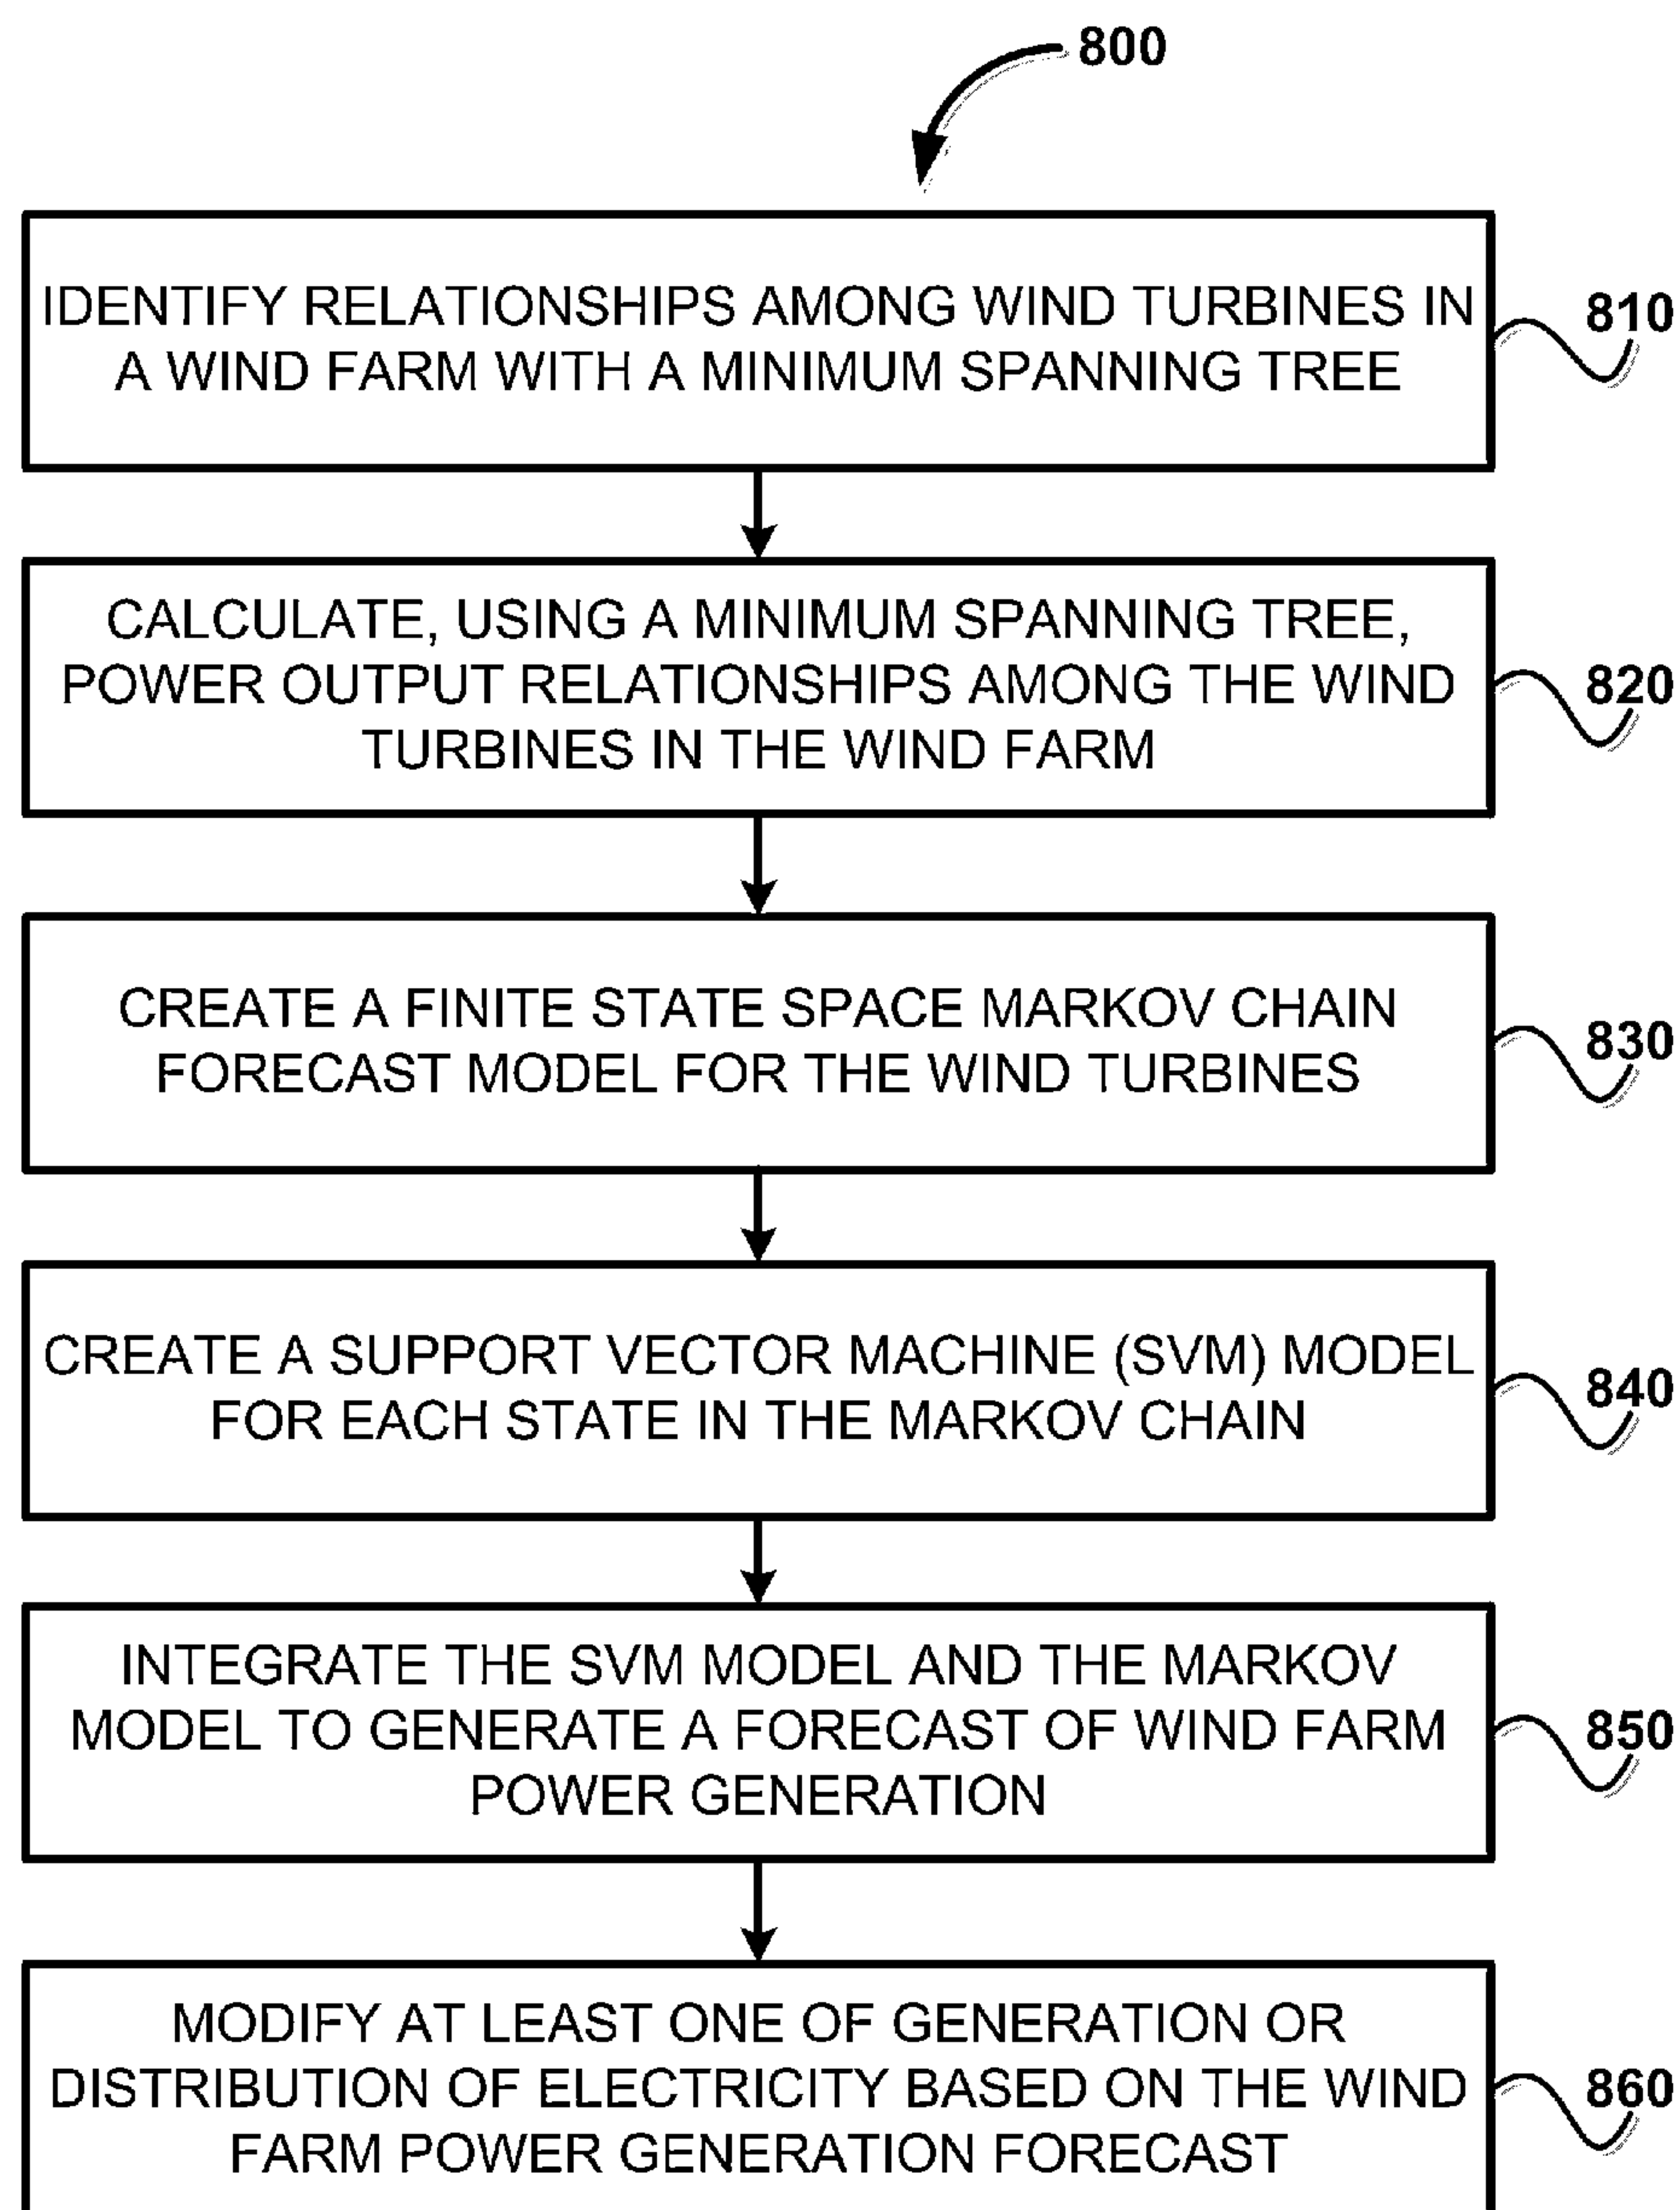 800
IDENTIFY RELATIONSHIPS AMONG WIND TURBINES IN
A WIND FARM WITH A MINIMUM SPANNING TREE
810
CALCULATE, USING A MINIMUM SPANNING TREE,
POWER OUTPUT RELATIONSHIPS AMONG THE WIND
TURBINES IN THE WIND FARM
820
CREATE A FINITE STATE SPACE MARKOV CHAIN
FORECAST MODEL FOR THE WIND TURBINES
830
CREATE A SUPPORT VECTOR MACHINE (SVM) MODEL
FOR EACH STATE IN THE MARKOV CHAIN
840
INTEGRATE THE SVM MODEL AND THE MARKOV
MODEL TO GENERATE A FORECAST OF WIND FARM
POWER GENERATION
850
MODIFY AT LEAST ONE OF GENERATION OR
DISTRIBUTION OF ELECTRICITY BASED ON THE WIND
FARM POWER GENERATION FORECAST
860